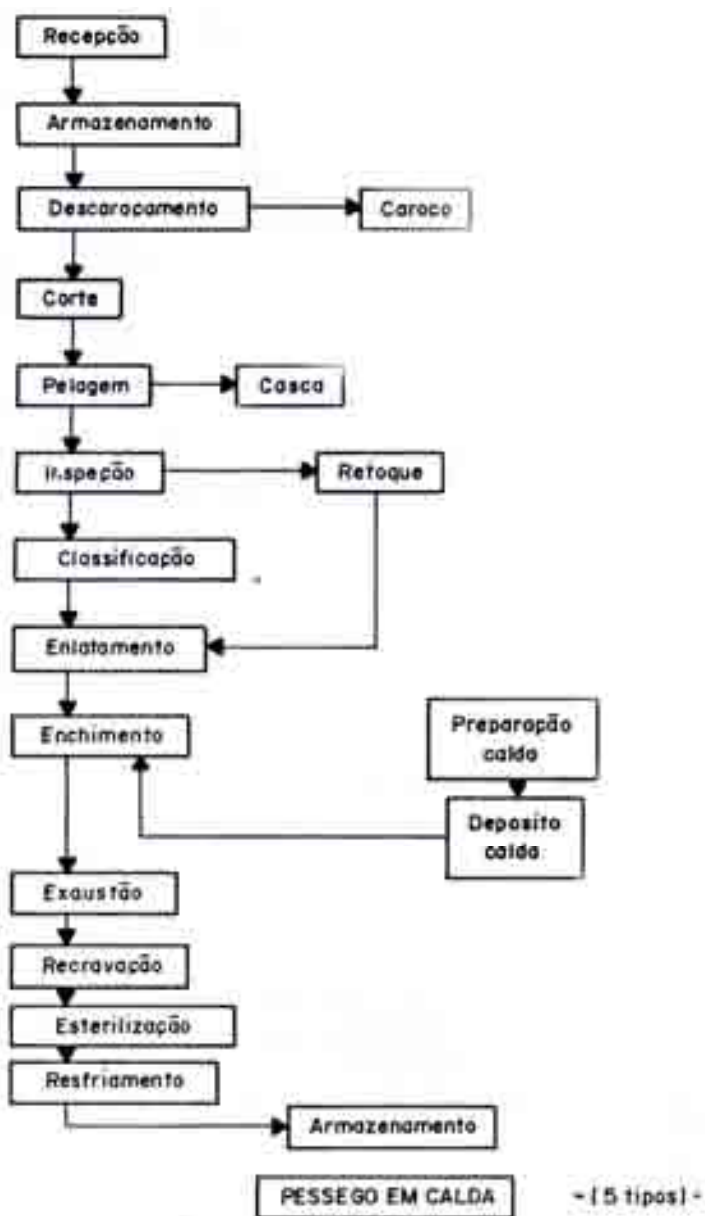 Recepção
Armazenamento
Descaroçamento
Caroco
Corte
Pelagem
Casca
Inspeção
Retoque
Classificação
Enlatamento
Enchimento
Preparação
calda
Deposito
calda
Exaustão
Recravação
Esterilização
Resfriamento
Armazenamento
PESSEGO EM CALDA
- (5 tipos) -